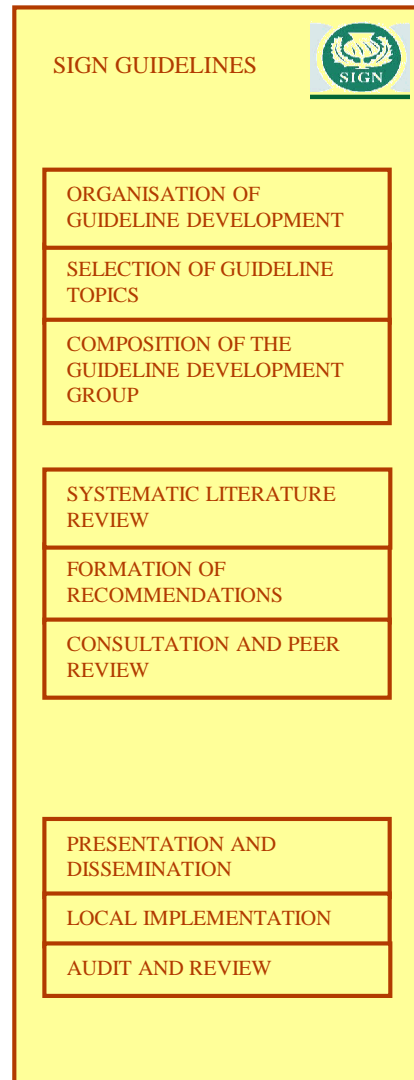 SIGN GUIDELINES
SIGN
ORGANISATION OF
GUIDELINE DEVELOPMENT
SELECTION OF GUIDELINE
TOPICS
COMPOSITION OF THE
GUIDELINE DEVELOPMENT
GROUP
SYSTEMATIC LITERATURE
REVIEW
FORMATION OF
RECOMMENDATIONS
CONSULTATION AND PEER
REVIEW
PRESENTATION AND
DISSEMINATION
LOCAL IMPLEMENTATION
AUDIT AND REVIEW